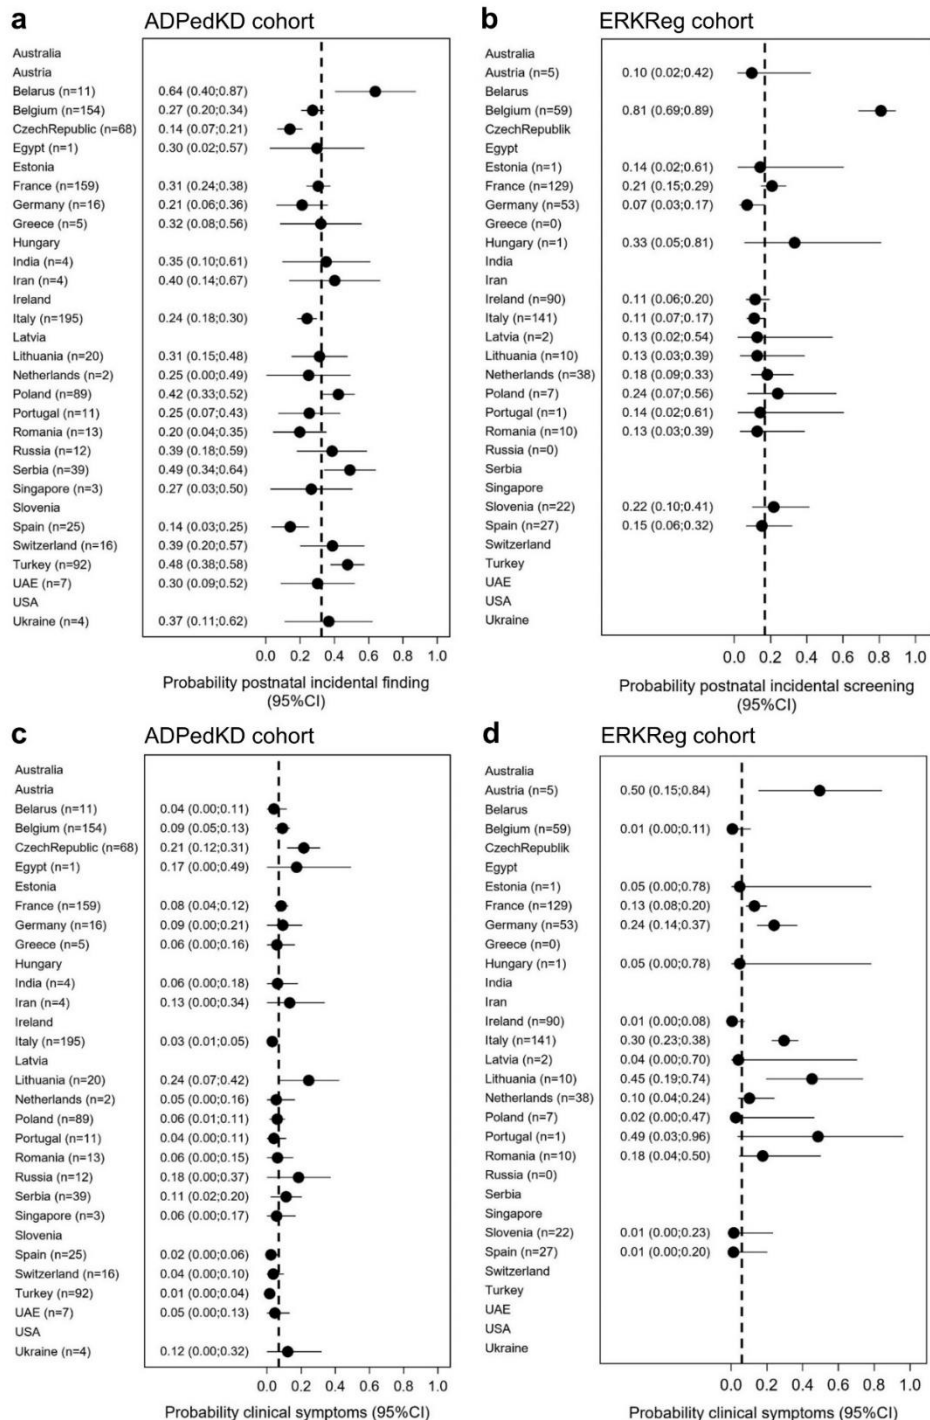 a ADPedKD cohort
Australia
Austria
Belarus (n=11) 0.64 (0.40;0.87)
Belgium (n=154) 0.27 (0.20;0.34)
CzechRepublic (n=68) 0.14 (0.07;0.21)
Egypt (n=1) 0.30 (0.02;0.57)
Estonia
France (n=159) 0.31 (0.24;0.38)
Germany (n=16) 0.21 (0.06;0.36)
Greece (n=5) 0.32 (0.08;0.56)
Hungary
India (n=4) 0.35 (0.10;0.61)
Iran (n=4) 0.40 (0.14;0.67)
Ireland
Italy (n=195) 0.24 (0.18;0.30)
Latvia
Lithuania (n=20) 0.31 (0.15;0.48)
Netherlands (n=2) 0.25 (0.00;0.49)
Poland (n=89) 0.42 (0.33;0.52)
Portugal (n=11) 0.25 (0.07;0.43)
Romania (n=13) 0.20 (0.04;0.35)
Russia (n=12) 0.39 (0.18;0.59)
Serbia (n=39) 0.49 (0.34;0.64)
Singapore (n=3) 0.27 (0.03;0.50)
Slovenia
Spain (n=25) 0.14 (0.03;0.25)
Switzerland (n=16) 0.39 (0.20;0.57)
Turkey (n=92) 0.48 (0.38;0.58)
UAE (n=7) 0.30 (0.09;0.52)
USA
Ukraine (n=4) 0.37 (0.11;0.62)
0.0 0.2 0.4 0.6 0.8 1.0
Probability postnatal incidental finding
(95%CI)
b ERKReg cohort
Australia
Austria (n=5) 0.10 (0.02;0.42)
Belarus
Belgium (n=59) 0.81 (0.69;0.89)
CzechRepublik
Egypt
Estonia (n=1) 0.14 (0.02;0.61)
France (n=129) 0.21 (0.15;0.29)
Germany (n=53) 0.07 (0.03;0.17)
Greece (n=0)
Hungary (n=1) 0.33 (0.05;0.81)
India
Iran
Ireland (n=90) 0.11 (0.06;0.20)
Italy (n=141) 0.11 (0.07;0.17)
Latvia (n=2) 0.13 (0.02;0.54)
Lithuania (n=10) 0.13 (0.03;0.39)
Netherlands (n=38) 0.18 (0.09;0.33)
Poland (n=7) 0.24 (0.07;0.56)
Portugal (n=1) 0.14 (0.02;0.61)
Romania (n=10) 0.13 (0.03;0.39)
Russia (n=0)
Serbia
Singapore
Slovenia (n=22) 0.22 (0.10;0.41)
Spain (n=27) 0.15 (0.06;0.32)
Switzerland
Turkey
UAE
USA
Ukraine
0.0 0.2 0.4 0.6 0.8 1.0
Probability postnatal incidental screening
(95%CI)
c ADPedKD cohort
Australia
Austria
Belarus (n=11) 0.04 (0.00;0.11)
Belgium (n=154) 0.09 (0.05;0.13)
CzechRepublic (n=68) 0.21 (0.12;0.31)
Egypt (n=1) 0.17 (0.00;0.49)
Estonia
France (n=159) 0.08 (0.04;0.12)
Germany (n=16) 0.09 (0.00;0.21)
Greece (n=5) 0.06 (0.00;0.16)
Hungary
India (n=4) 0.06 (0.00;0.18)
Iran (n=4) 0.13 (0.00;0.34)
Ireland
Italy (n=195) 0.03 (0.01;0.05)
Latvia
Lithuania (n=20) 0.24 (0.07;0.42)
Netherlands (n=2) 0.05 (0.00;0.16)
Poland (n=89) 0.06 (0.01;0.11)
Portugal (n=11) 0.04 (0.00;0.11)
Romania (n=13) 0.06 (0.00;0.15)
Russia (n=12) 0.18 (0.00;0.37)
Serbia (n=39) 0.11 (0.02;0.20)
Singapore (n=3) 0.06 (0.00;0.17)
Slovenia
Spain (n=25) 0.02 (0.00;0.06)
Switzerland (n=16) 0.04 (0.00;0.10)
Turkey (n=92) 0.01 (0.00;0.04)
UAE (n=7) 0.05 (0.00;0.13)
USA
Ukraine (n=4) 0.12 (0.00;0.32)
0.0 0.2 0.4 0.6 0.8 1.0
Probability clinical symptoms (95%CI)
d ERKReg cohort
Australia
Austria (n=5) 0.50 (0.15;0.84)
Belarus
Belgium (n=59) 0.01 (0.00;0.11)
CzechRepublik
Egypt
Estonia (n=1) 0.05 (0.00;0.78)
France (n=129) 0.13 (0.08;0.20)
Germany (n=53) 0.24 (0.14;0.37)
Greece (n=0)
Hungary (n=1) 0.05 (0.00;0.78)
India
Iran
Ireland (n=90) 0.01 (0.00;0.08)
Italy (n=141) 0.30 (0.23;0.38)
Latvia (n=2) 0.04 (0.00;0.70)
Lithuania (n=10) 0.45 (0.19;0.74)
Netherlands (n=38) 0.10 (0.04;0.24)
Poland (n=7) 0.02 (0.00;0.47)
Portugal (n=1) 0.49 (0.03;0.96)
Romania (n=10) 0.18 (0.04;0.50)
Russia (n=0)
Serbia
Singapore
Slovenia (n=22) 0.01 (0.00;0.23)
Spain (n=27) 0.01 (0.00;0.20)
Switzerland
Turkey
UAE
USA
Ukraine
0.0 0.2 0.4 0.6 0.8 1.0
Probability clinical symptoms (95%CI)